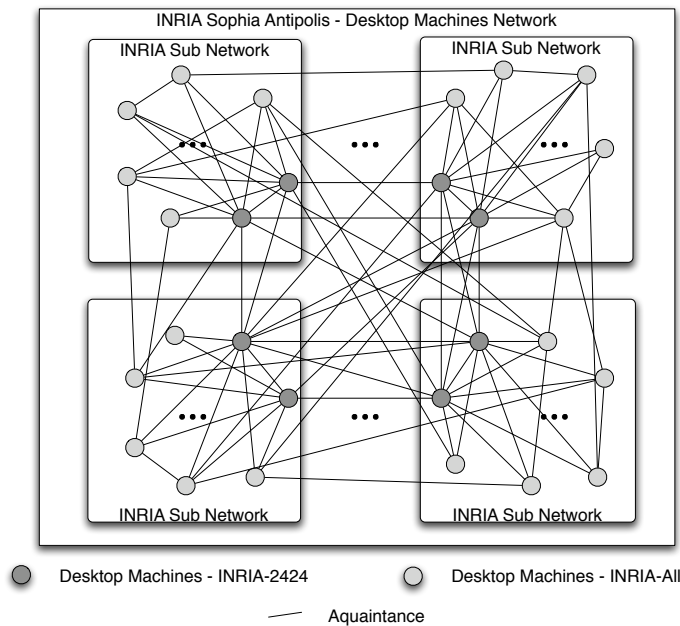 INRIA Sophia Antipolis - Desktop Machines Network
INRIA Sub Network
INRIA Sub Network
INRIA Sub Network
INRIA Sub Network
Desktop Machines - INRIA-2424
Desktop Machines - INRIA-All
Aquaintance